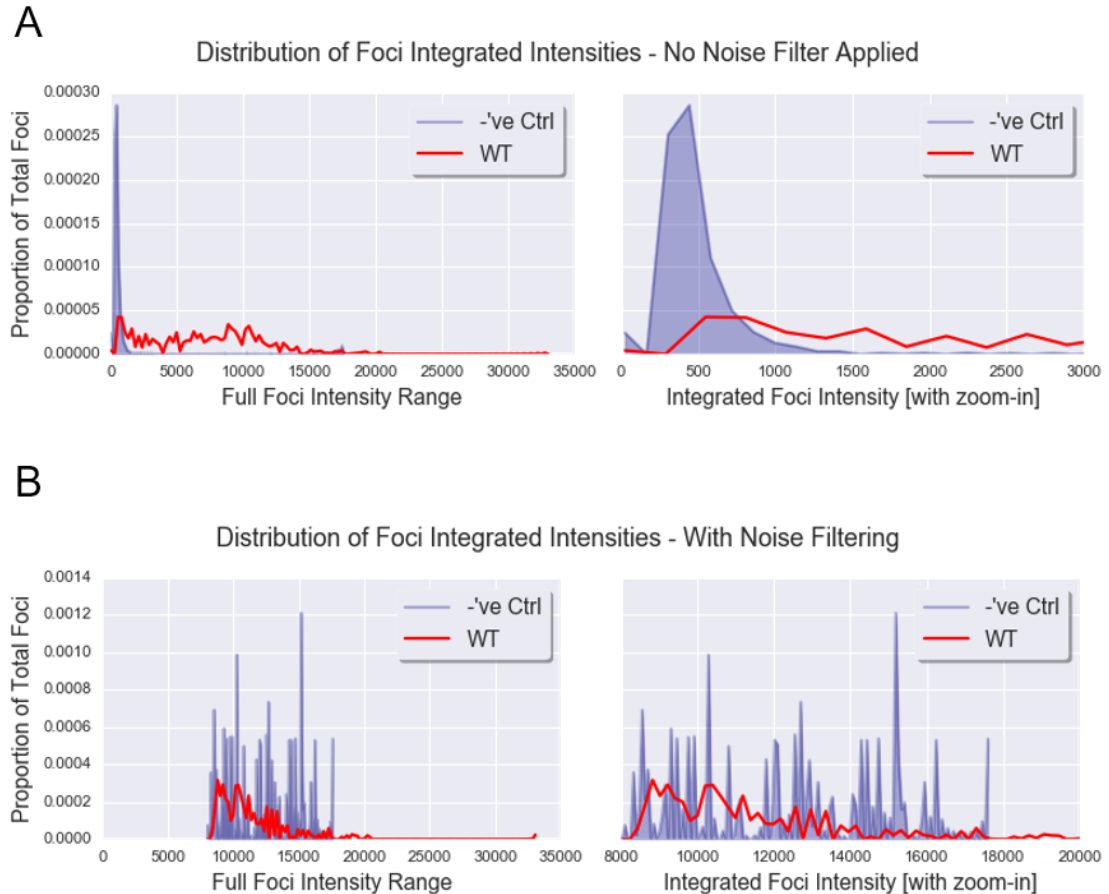 A
Distribution of Foci Integrated Intensities - No Noise Filter Applied
Proportion of Total Foci
0.00030
0.00025
0.00020
0.00015
0.00010
0.00005
0.00000
-'ve Ctrl
WT
0 5000 10000 15000 20000 25000 30000 35000
Full Foci Intensity Range
-'ve Ctrl
WT
0 500 1000 1500 2000 2500 3000
Integrated Foci Intensity [with zoom-in]
B
Distribution of Foci Integrated Intensities - With Noise Filtering
Proportion of Total Foci
0.0014
0.0012
0.0010
0.0008
0.0006
0.0004
0.0002
0.0000
-'ve Ctrl
WT
0 5000 10000 15000 20000 25000 30000 35000
Full Foci Intensity Range
-'ve Ctrl
WT
8000 10000 12000 14000 16000 18000 20000
Integrated Foci Intensity [with zoom-in]